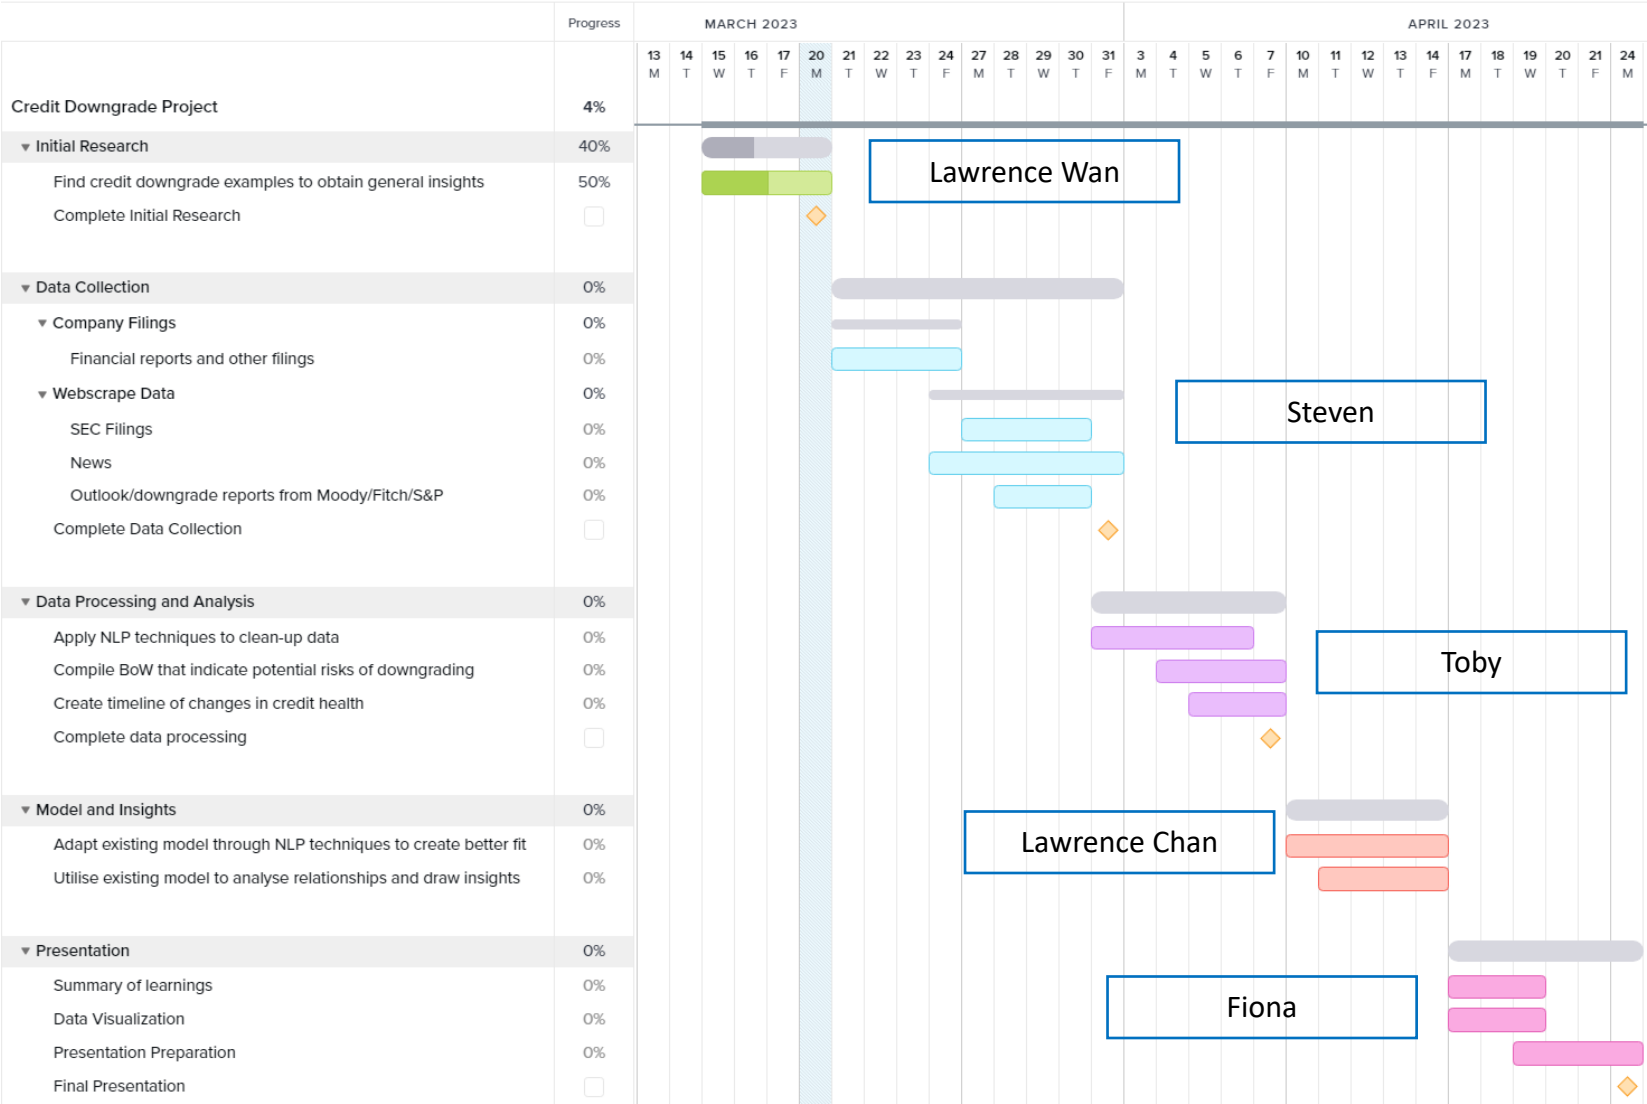 Progress MARCH 2023 APRIL 2023
13 14 15 16 17 20 21 22 23 24 27 28 29 30 31 3 4 5 6 7 10 11 12 13 14 17 18 19 20 21 24
M T W T F M T W T F M T W T F M T W T F M T W T F M T W T F M
Credit Downgrade Project 4%
Initial Research 40%
Lawrence Wan
Find credit downgrade examples to obtain general insights 50%
Complete Initial Research
Data Collection 0%
Company Filings 0%
Financial reports and other filings 0%
Webscrape Data 0%
Steven
SEC Filings 0%
News 0%
Outlook/downgrade reports from Moody/Fitch/S&P 0%
Complete Data Collection
Data Processing and Analysis 0%
Apply NLP techniques to clean-up data 0%
Toby
Compile BoW that indicate potential risks of downgrading 0%
Create timeline of changes in credit health 0%
Complete data processing
Model and Insights 0%
Lawrence Chan
Adapt existing model through NLP techniques to create better fit 0%
Utilise existing model to analyse relationships and draw insights 0%
Presentation 0%
Summary of learnings 0%
Fiona
Data Visualization 0%
Presentation Preparation 0%
Final Presentation